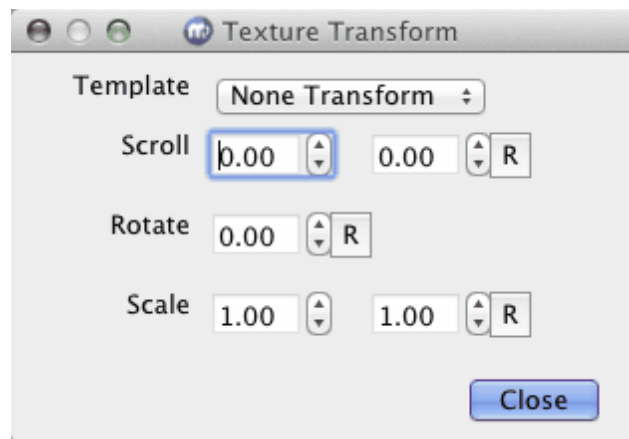 Texture Transform
Template None Transform
Scroll 0.00 0.00 R
Rotate 0.00 R
Scale 1.00 1.00 R
Close